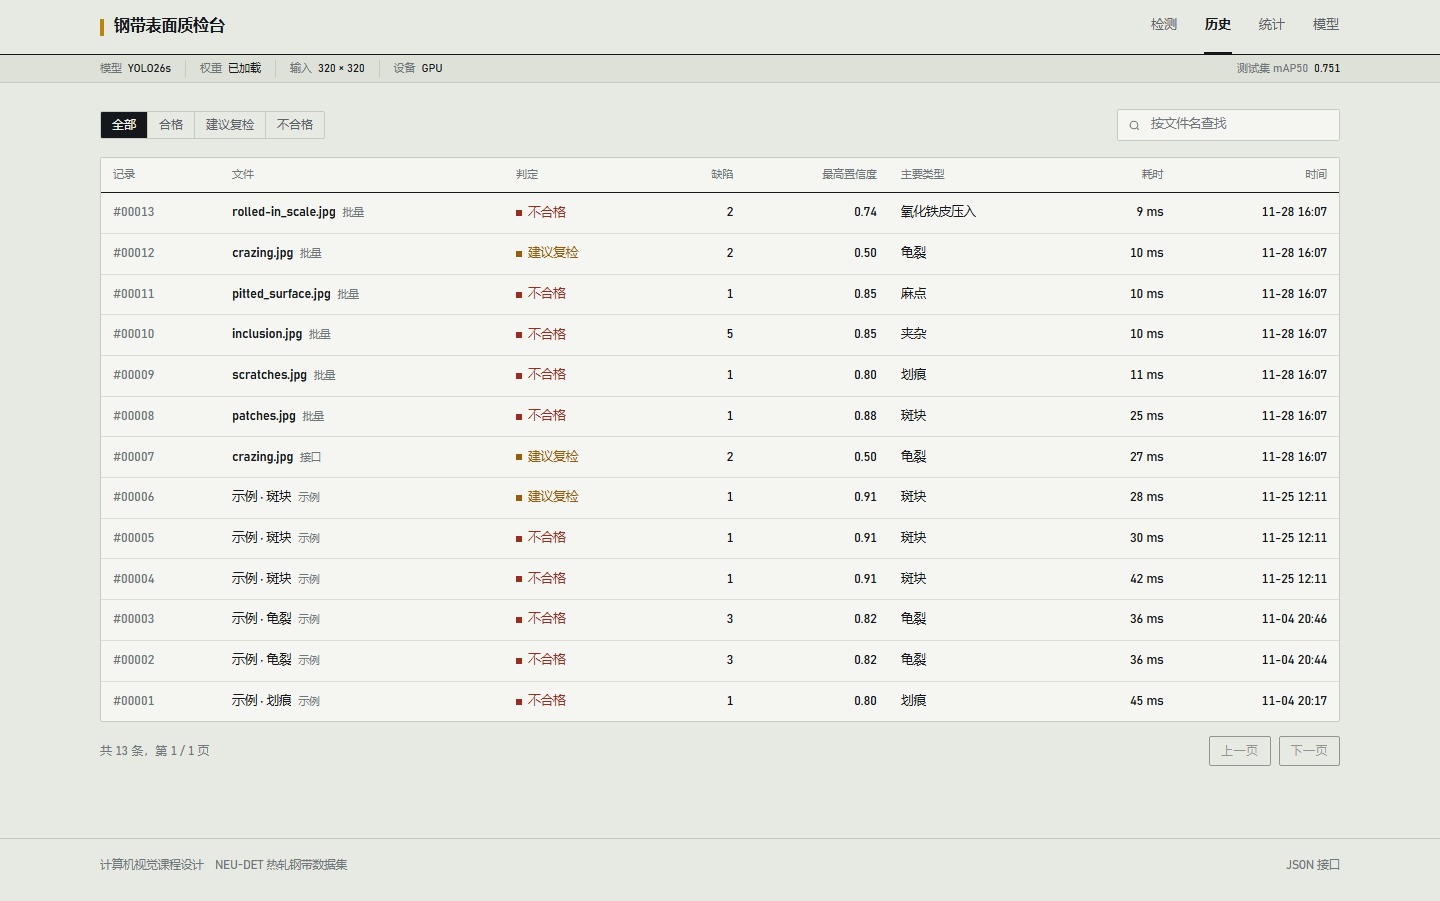 钢带表面质检台 检测 历史 统计 模型
模型 YOLO26s 权重 已加载 输入 320 × 320 设备 GPU 测试集 mAP50 0.751
全部 合格 建议复检 不合格 按文件名查找
记录 文件 判定 缺陷 最高置信度 主要类型 耗时 时间
#00013 rolled-in_scale.jpg 批量 不合格 2 0.74 氧化铁皮压入 9 ms 11-28 16:07
#00012 crazing.jpg 批量 建议复检 2 0.50 龟裂 10 ms 11-28 16:07
#00011 pitted_surface.jpg 批量 不合格 1 0.85 麻点 10 ms 11-28 16:07
#00010 inclusion.jpg 批量 不合格 5 0.85 夹杂 10 ms 11-28 16:07
#00009 scratches.jpg 批量 不合格 1 0.80 划痕 11 ms 11-28 16:07
#00008 patches.jpg 批量 不合格 1 0.88 斑块 25 ms 11-28 16:07
#00007 crazing.jpg 接口 建议复检 2 0.50 龟裂 27 ms 11-28 16:07
#00006 示例 · 斑块 示例 建议复检 1 0.91 斑块 28 ms 11-25 12:11
#00005 示例 · 斑块 示例 不合格 1 0.91 斑块 30 ms 11-25 12:11
#00004 示例 · 斑块 示例 不合格 1 0.91 斑块 42 ms 11-25 12:11
#00003 示例 · 龟裂 示例 不合格 3 0.82 龟裂 36 ms 11-04 20:46
#00002 示例 · 龟裂 示例 不合格 3 0.82 龟裂 36 ms 11-04 20:44
#00001 示例 · 划痕 示例 不合格 1 0.80 划痕 45 ms 11-04 20:17
共 13 条，第 1 / 1 页 上一页 下一页
计算机视觉课程设计 NEU-DET 热轧钢带数据集 JSON 接口